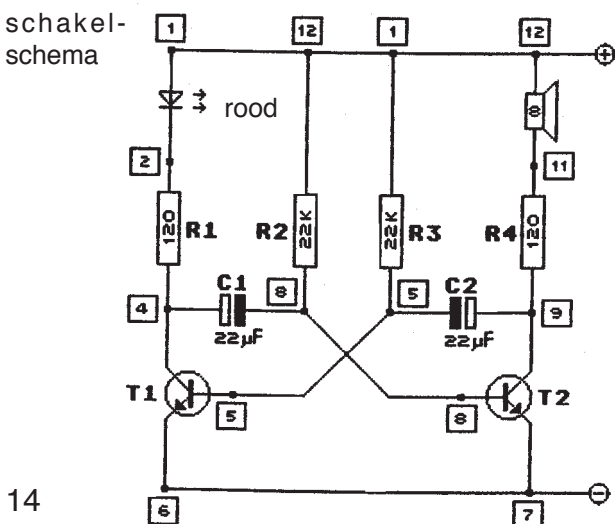 schakel-
schema
1 12 1 12
+
rood
8
2 11
120 R1 R2 22K 22K R3 R4 120
C1 C2
4 8 5 9
22µF 22µF
T1 5 8 T2
14
6 7
−